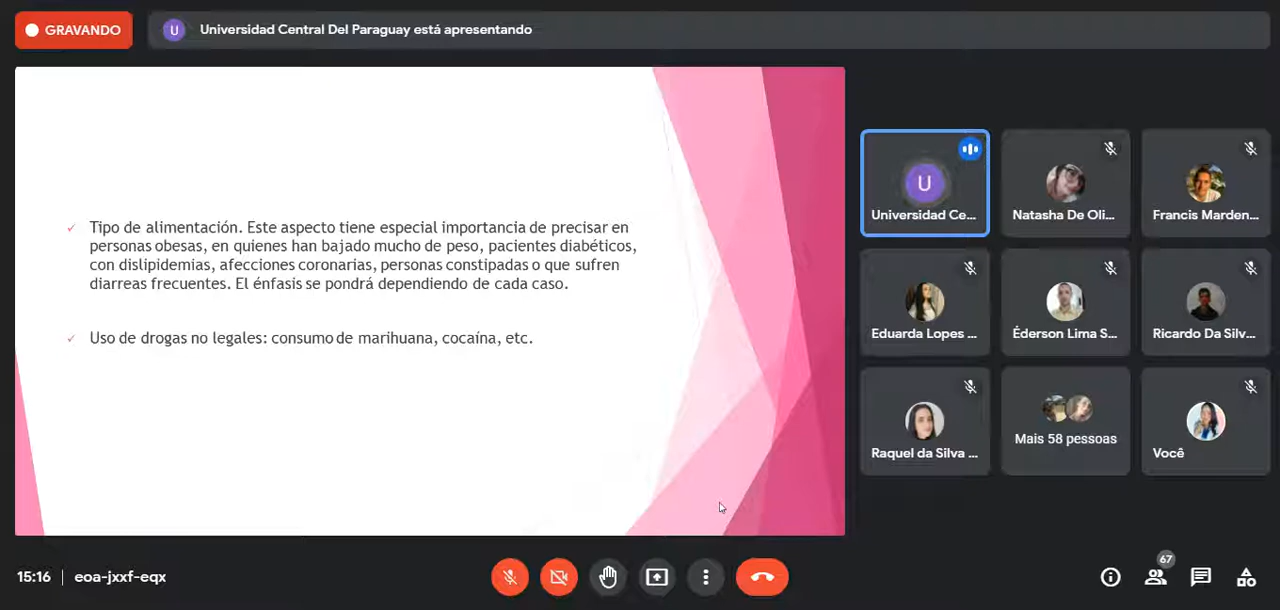 GRAVANDO
U
Universidad Central Del Paraguay está apresentando
Tipo de alimentación. Este aspecto tiene especial importancia de precisar en
personas obesas, en quienes han bajado mucho de peso, pacientes diabéticos,
con dislipidemias, afecciones coronarias, personas constipadas o que sufren
diarreas frecuentes. El énfasis se pondrá dependiendo de cada caso.
Uso de drogas no legales: consumo de marihuana, cocaína, etc.
U
Universidad Ce...
Natasha De Oli...
Francis Marden...
Eduarda Lopes ...
Éderson Lima S...
Ricardo Da Silv...
Raquel da Silva ...
Mais 58 pessoas
Você
15:16
eoa-jxxf-eqx
67